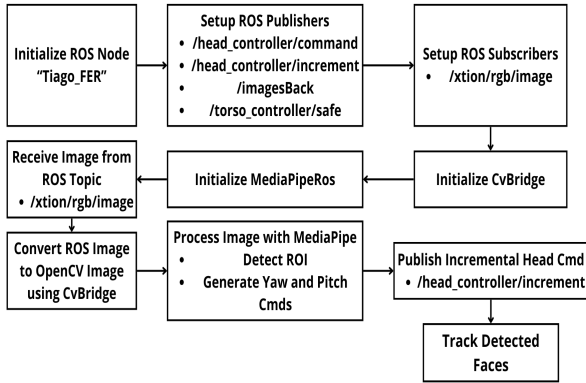 Initialize ROS Node
“Tiago_FER”
Setup ROS Publishers
• /head_controller/command
• /head_controller/increment
• /imagesBack
• /torso_controller/safe
Setup ROS Subscribers
• /xtion/rgb/image
Initialize CvBridge
Initialize MediaPipeRos
Receive Image from
ROS Topic
• /xtion/rgb/image
Convert ROS Image
to OpenCV Image
using CvBridge
Process Image with MediaPipe
• Detect ROI
• Generate Yaw and Pitch
Cmds
Publish Incremental Head Cmd
• /head_controller/increment
Track Detected
Faces